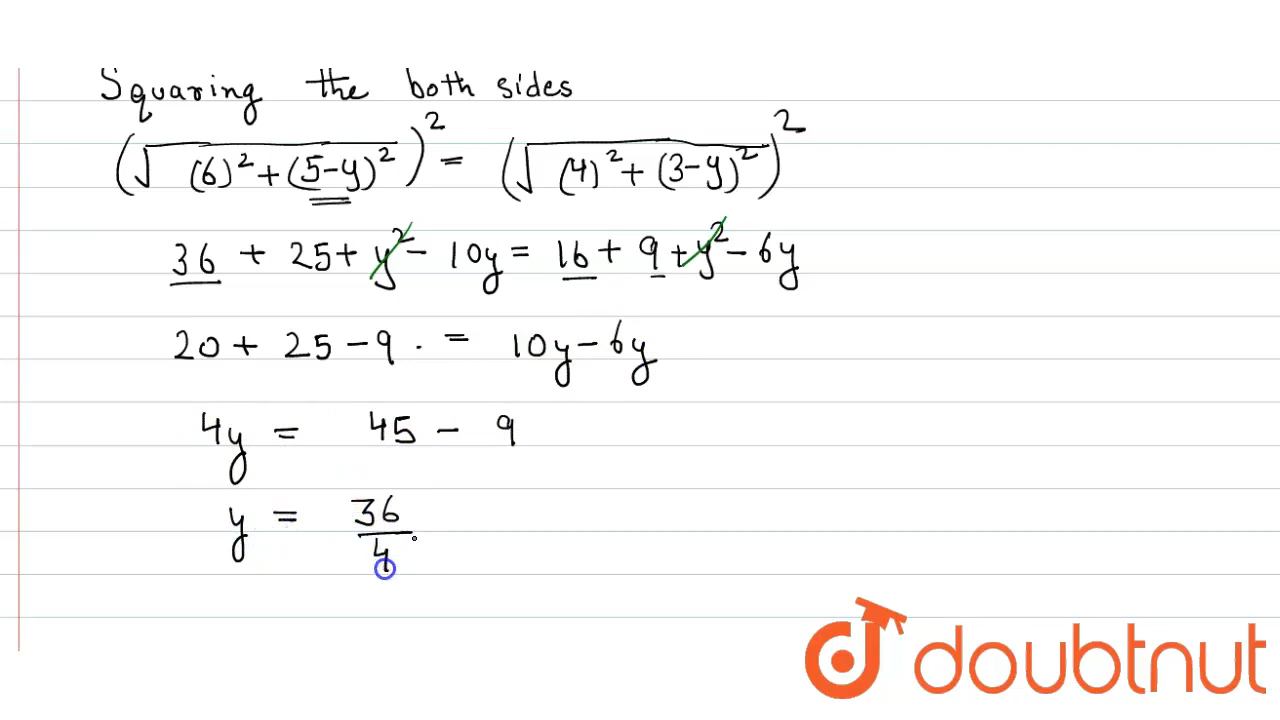 Squaring the both sides
(√(6)²+(5-y)²)² = (√(4)²+(3-y)²)²
36 + 25+ y² - 10y = 16 + 9 + y² - 6y
20 + 25 - 9 . = 10y - 6y
4y = 45 - 9
y = 36/4
doubtnut